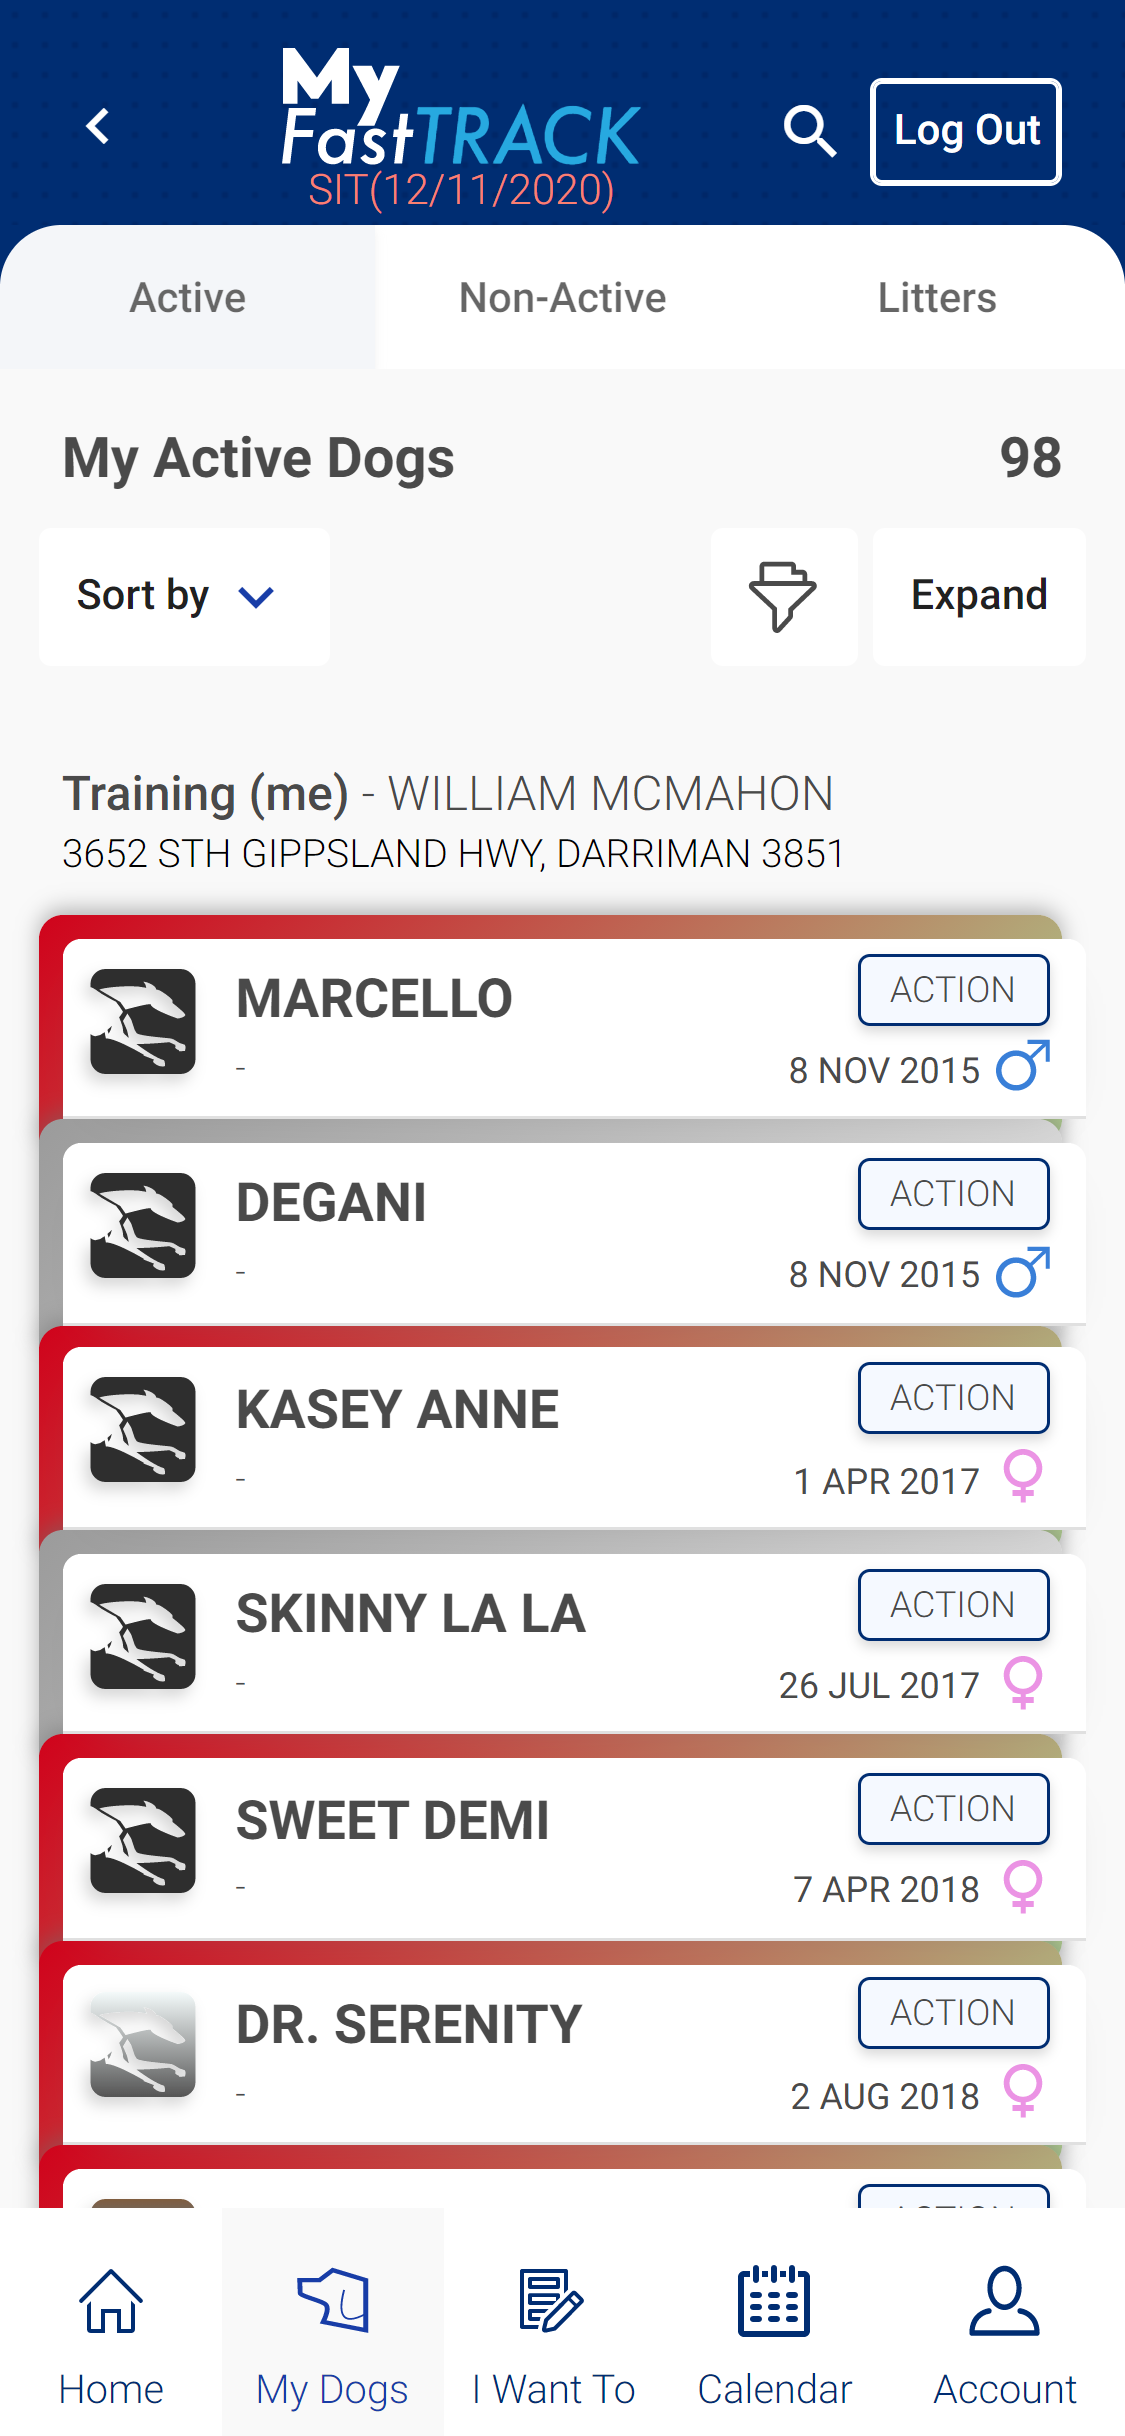 My
FastTRACK
SIT(12/11/2020)
Log Out
Active Non-Active Litters
My Active Dogs 98
Sort by Expand
Training (me) - WILLIAM MCMAHON
3652 STH GIPPSLAND HWY, DARRIMAN 3851
MARCELLO ACTION
- 8 NOV 2015
DEGANI ACTION
- 8 NOV 2015
KASEY ANNE ACTION
- 1 APR 2017
SKINNY LA LA ACTION
- 26 JUL 2017
SWEET DEMI ACTION
- 7 APR 2018
DR. SERENITY ACTION
- 2 AUG 2018
Home My Dogs I Want To Calendar Account